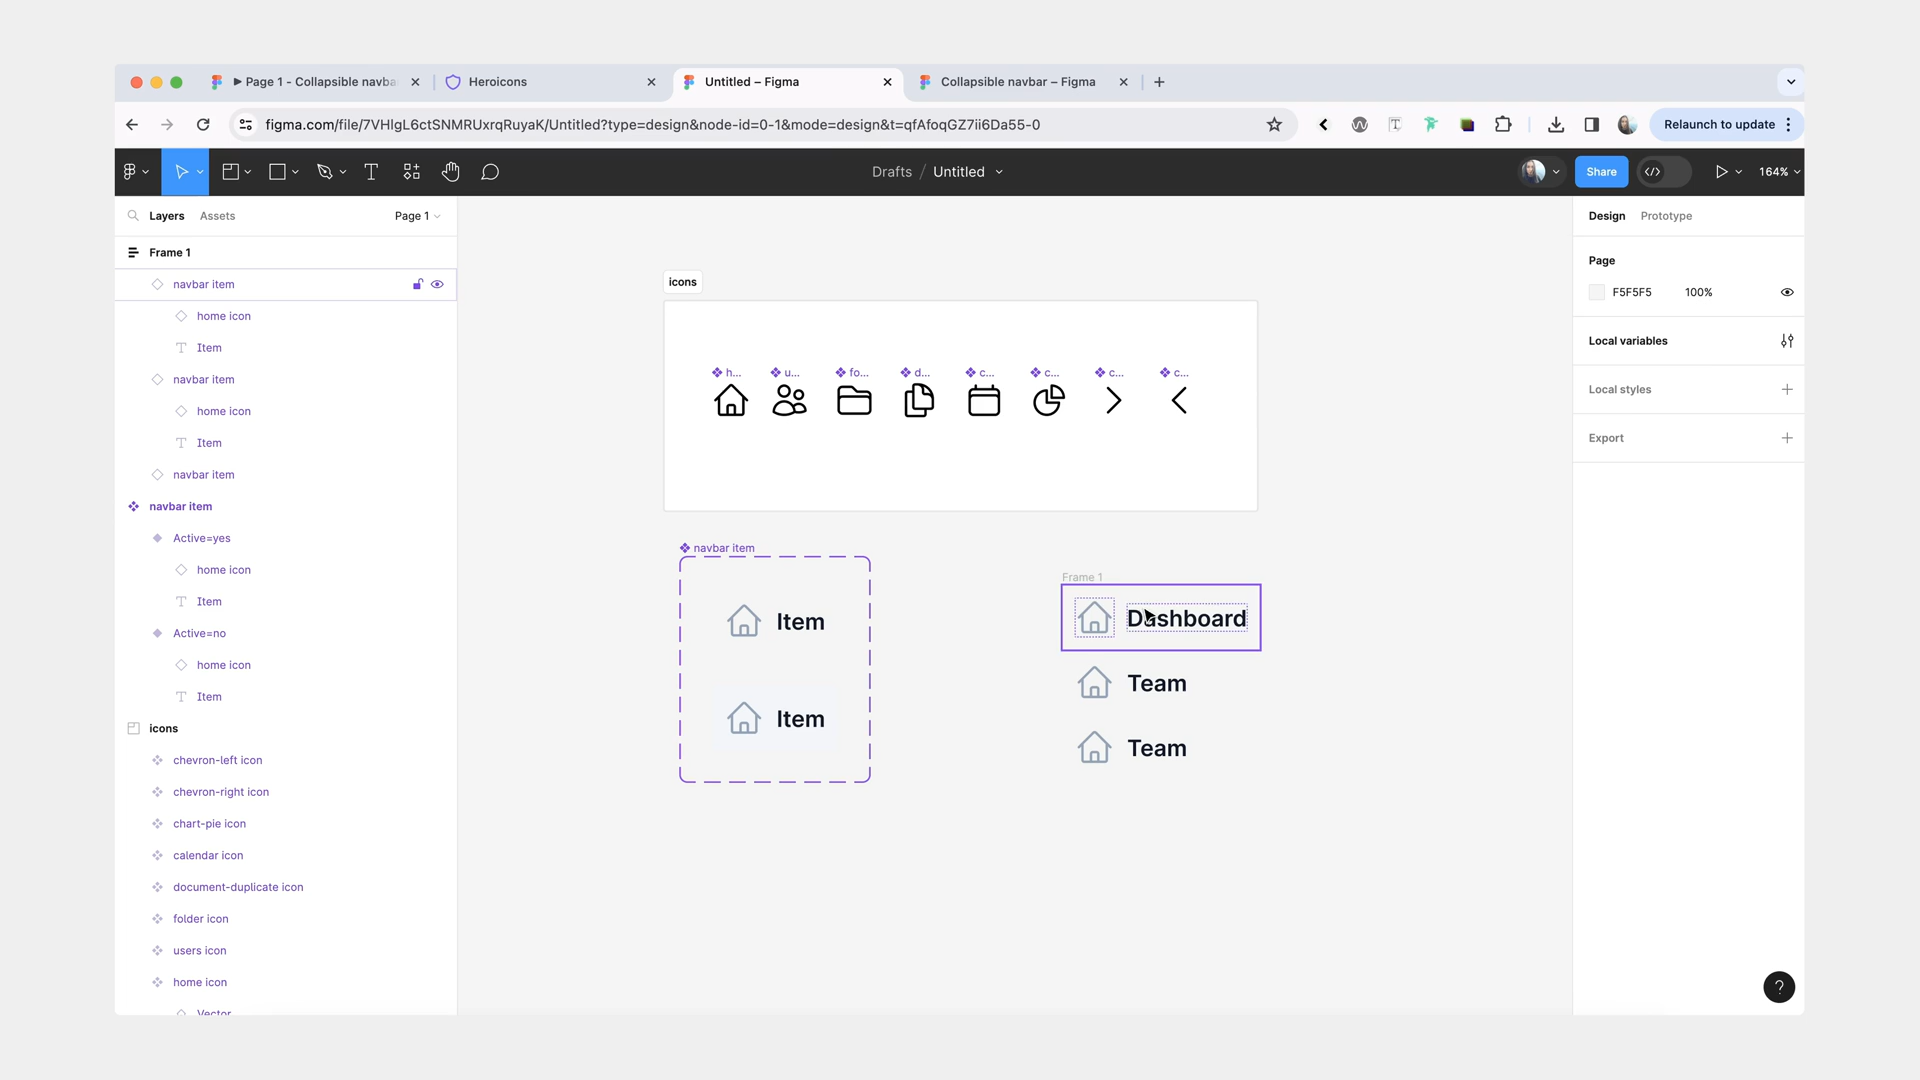 Page 1 - Collapsible navba
Heroicons
Untitled – Figma
Collapsible navbar – Figma
figma.com/file/7VHlgL6ctSNMRUxrqRuyaK/Untitled?type=design&node-id=0-1&mode=design&t=qfAfoqGZ7ii6Da55-0
Relaunch to update
Drafts / Untitled
Share
164%
Layers
Assets
Page 1
Design
Prototype
Frame 1
navbar item
home icon
Item
navbar item
home icon
Item
navbar item
navbar item
Active=yes
home icon
Item
Active=no
home icon
Item
icons
chevron-left icon
chevron-right icon
chart-pie icon
calendar icon
document-duplicate icon
folder icon
users icon
home icon
Vector
icons
h...
u...
fo...
d...
c...
c...
c...
c...
navbar item
Item
Item
Frame 1
Dashboard
Team
Team
Page
F5F5F5
100%
Local variables
Local styles
Export
?